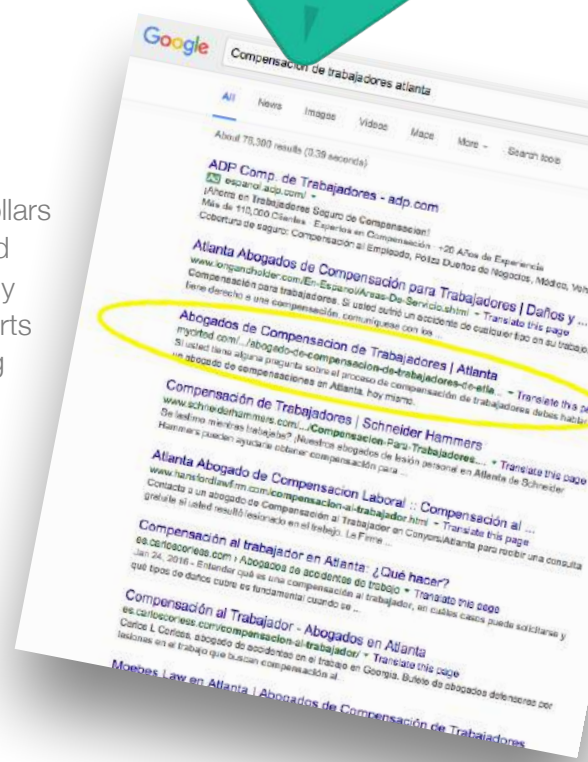 llars
d
y
rts
g
Google
Compensación de trabajadores atlanta
All News Images Videos Maps More Search tools
About 78,300 results (0.39 seconds)
ADP Comp. de Trabajadores - adp.com
Ad espanol.adp.com/
¡Ahorra en Trabajadores Seguro de Compensacion!
Más de 110,000 Clientes · Expertos en Compensación · +20 Años de Experiencia
Cobertura de seguro: Compensación al Empleado, Póliza Dueños de Negocios, Médico, Veh
Atlanta Abogados de Compensación para Trabajadores | Daños y ...
www.longandholder.com/En-Espanol/Areas-De-Servicio.shtml Translate this page
Compensación para trabajadores. Si usted sufrió un accidente de cualquier tipo en su trabajo,
tiene derecho a una compensación, comuníquese con los ...
Abogados de Compensacion de Trabajadores | Atlanta
myorted.com/.../abogado-de-compensacion-de-trabajadores-de-atla... Translate this pa
Si usted tiene alguna pregunta sobre el proceso de compensación de trabajadores debes hablar
un abogado de compensaciones en Atlanta, hoy mismo.
Compensación de Trabajadores | Schneider Hammers
www.schneiderhammers.com/.../Compensacion-Para-Trabajadores.... Translate this page
Se lastimo mientras trabajaba? ¡Nuestros abogados de lesión personal en Atlanta de Schneider
Hammers pueden ayudarle obtener compensación para ...
Atlanta Abogado de Compensacion Laboral :: Compensación al ...
www.hansfordlawfirm.com/compensacion-al-trabajador.html Translate this page
Contacta a un abogado de Compensación al Trabajador en Conyers/Atlanta para recibir una consulta
gratuita si usted resultó lesionado en el trabajo. La Firma ...
Compensación al trabajador en Atlanta: ¿Qué hacer?
es.carloscorless.com › Abogados de accidentes de trabajo Translate this page
Jan 24, 2016 - Entender qué es una compensación al trabajador, en cuáles casos puede solicitarse y
qué tipos de daños cubre es fundamental cuando se ...
Compensación al Trabajador - Abogados en Atlanta
es.carloscorless.com/compensacion-al-trabajador/ Translate this page
Carlos L Corless, abogado de accidentes en el trabajo en Georgia. Bufete de abogados defensores por
lesiones en el trabajo que buscan compensación al.
Moebes Law en Atlanta | Abogados de Compensación de Trabajadores